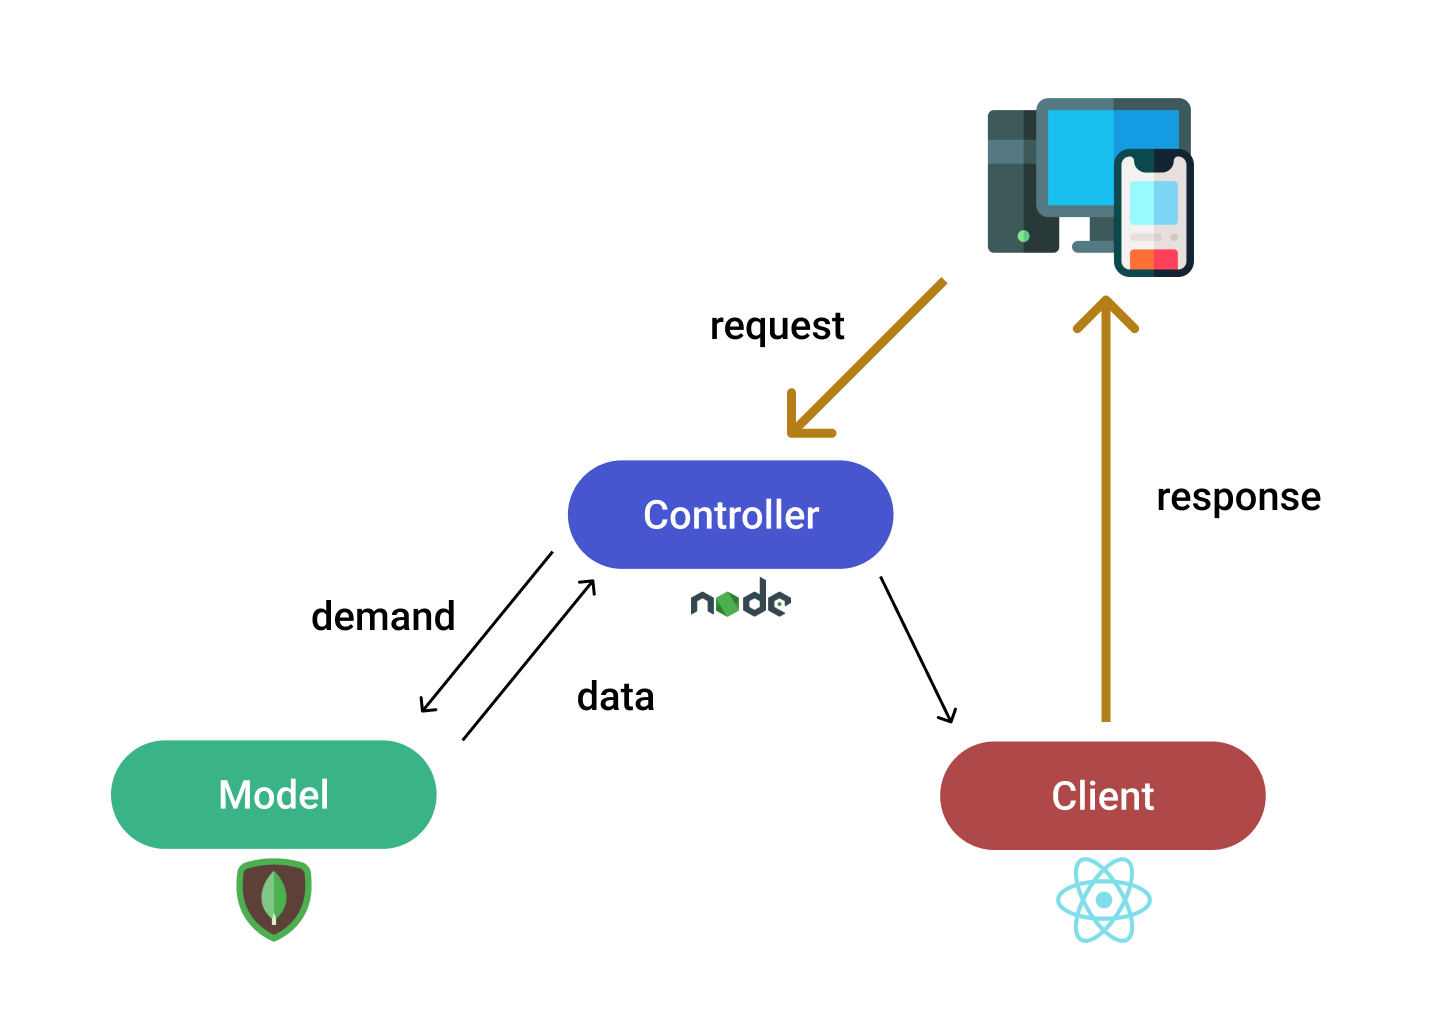 request
response
Controller
node
demand
data
Model
Client